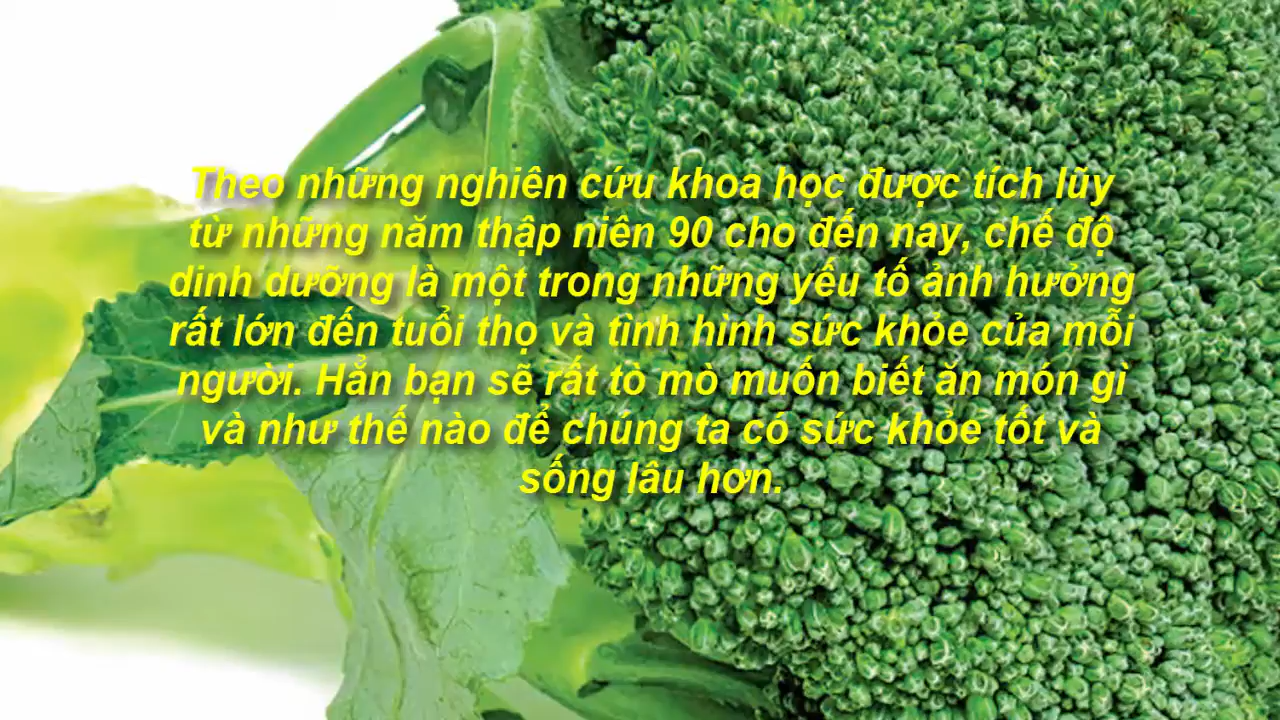 Theo những nghiên cứu khoa học được tích lũy
từ những năm thập niên 90 cho đến nay, chế độ
dinh dưỡng là một trong những yếu tố ảnh hưởng
rất lớn đến tuổi thọ và tình hình sức khỏe của mỗi
người. Hẳn bạn sẽ rất tò mò muốn biết ăn món gì
và như thế nào để chúng ta có sức khỏe tốt và
sống lâu hơn.